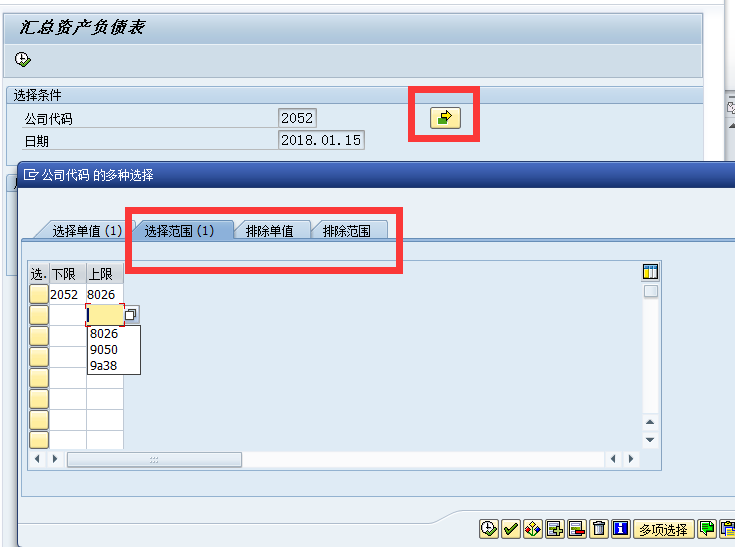 汇总资产负债表
选择条件
公司代码 2052
日期 2018.01.15
公司代码 的多种选择
选择单值 (1) 选择范围 (1) 排除单值 排除范围
选. 下限 上限
2052 8026
8026
9050
9a38
多项选择